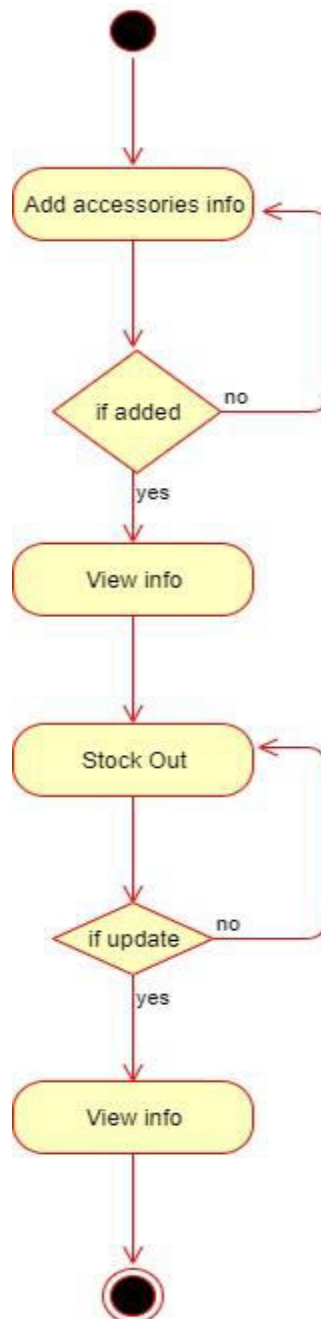 Add accessories info
if added
no
yes
View info
Stock Out
if update
no
yes
View info